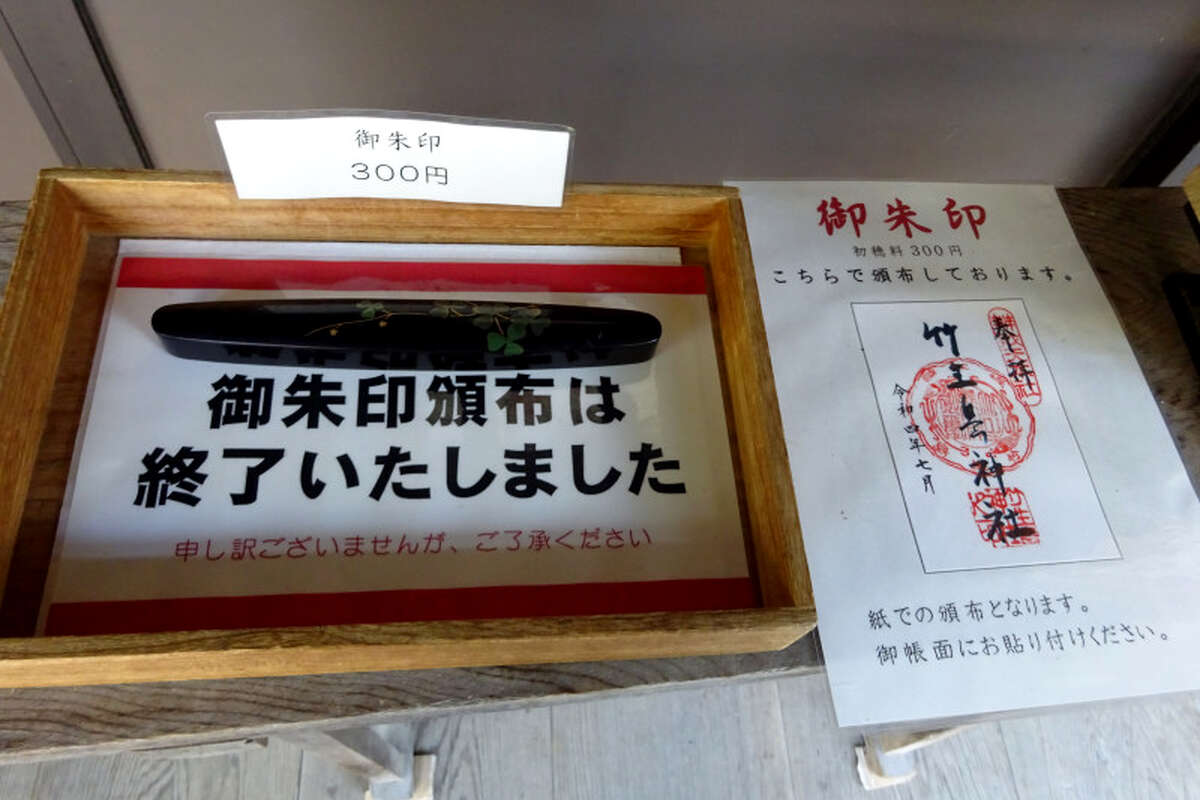 御朱印
300円
御朱印頒布は
終了いたしました
申し訳ございませんが、ご了承ください
御朱印
初穂料300円
こちらで頒布しております。
奉拝
竹生島神社
令和四年七月
紙での頒布となります。
御帳面にお貼り付けください。